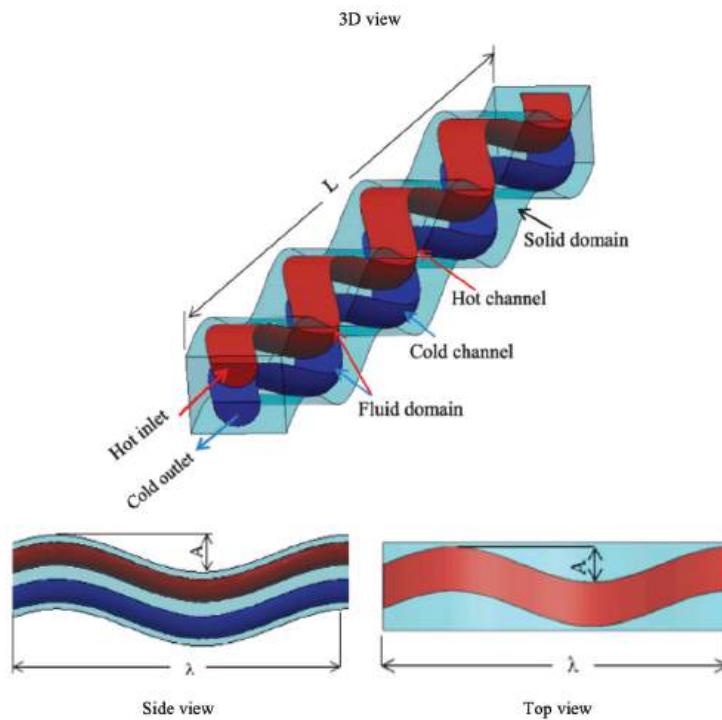 3D view
L
Solid domain
Hot channel
Cold channel
Fluid domain
Hot inlet
Cold outlet
A
A
λ
λ
Side view
Top view